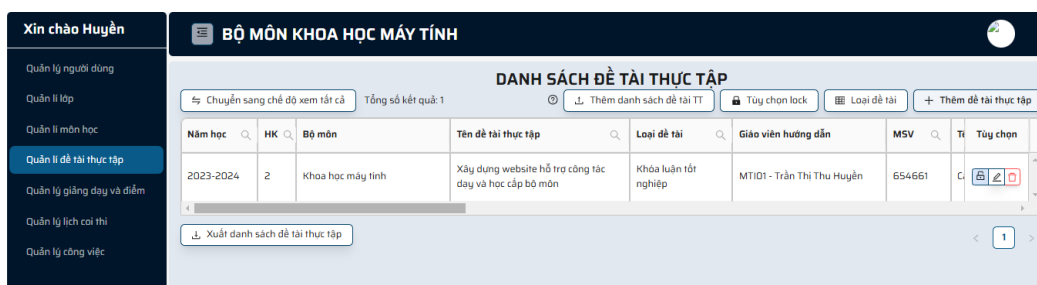 Xin chào Huyền
BỘ MÔN KHOA HỌC MÁY TÍNH
Quản lý người dùng
Quản lí lớp
Quản lí môn học
Quản lí đề tài thực tập
Quản lý giảng dạy và điểm
Quản lý lịch coi thi
Quản lý công việc
DANH SÁCH ĐỀ TÀI THỰC TẬP
Chuyển sang chế độ xem tất cả Tổng số kết quả: 1 Thêm danh sách đề tài TT Tùy chọn lock Loại đề tài + Thêm đề tài thực tập
Năm học HK Bộ môn Tên đề tài thực tập Loại đề tài Giáo viên hướng dẫn MSV Tê Tùy chọn
2023-2024 2 Khoa học máy tính Xây dựng website hỗ trợ công tác dạy và học cấp bộ môn Khóa luận tốt nghiệp MTI01 - Trần Thị Thu Huyền 654661
Xuất danh sách đề tài thực tập
1